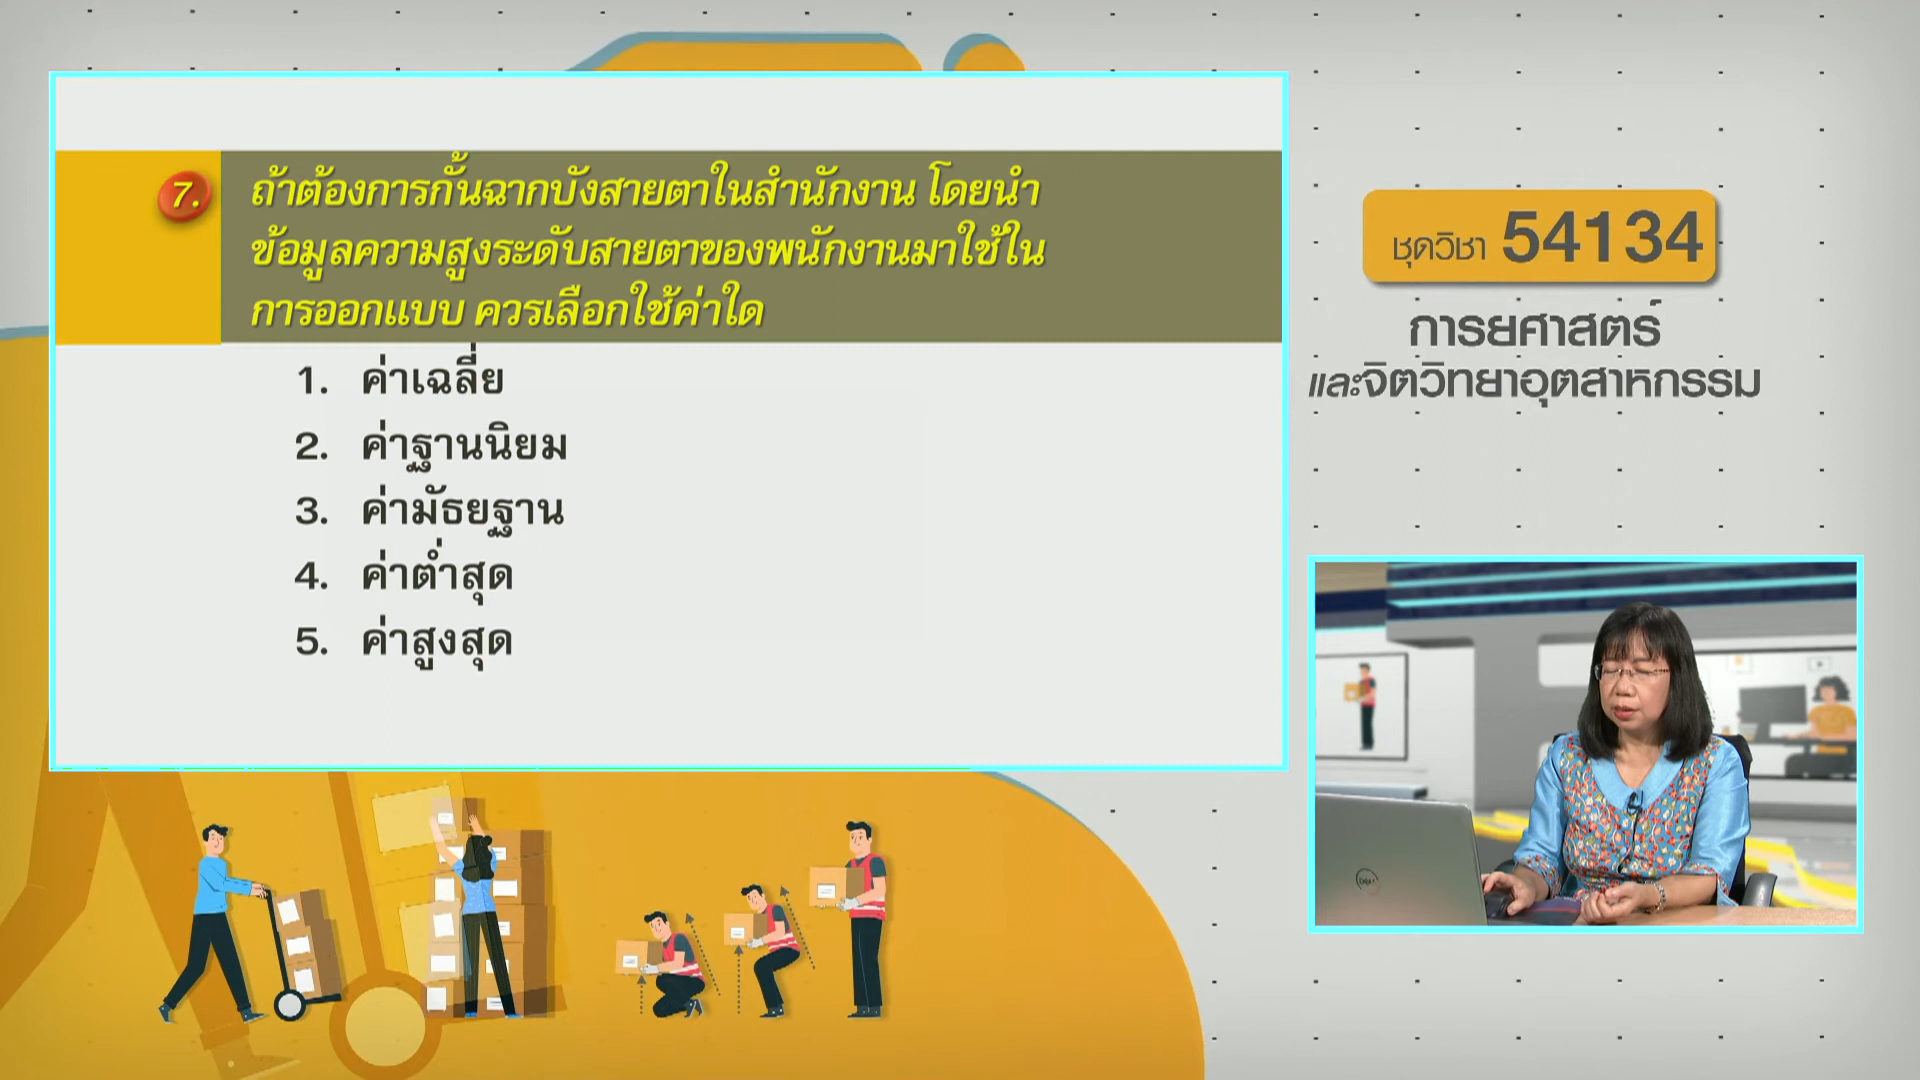 7. ถ้าต้องการกั้นฉากบังสายตาในสำนักงาน โดยนำ
ข้อมูลความสูงระดับสายตาของพนักงานมาใช้ใน
การออกแบบ ควรเลือกใช้ค่าใด
1. ค่าเฉลี่ย
2. ค่าฐานนิยม
3. ค่ามัธยฐาน
4. ค่าต่ำสุด
5. ค่าสูงสุด
ชุดวิชา 54134
การยศาสตร์
และจิตวิทยาอุตสาหกรรม
DELL